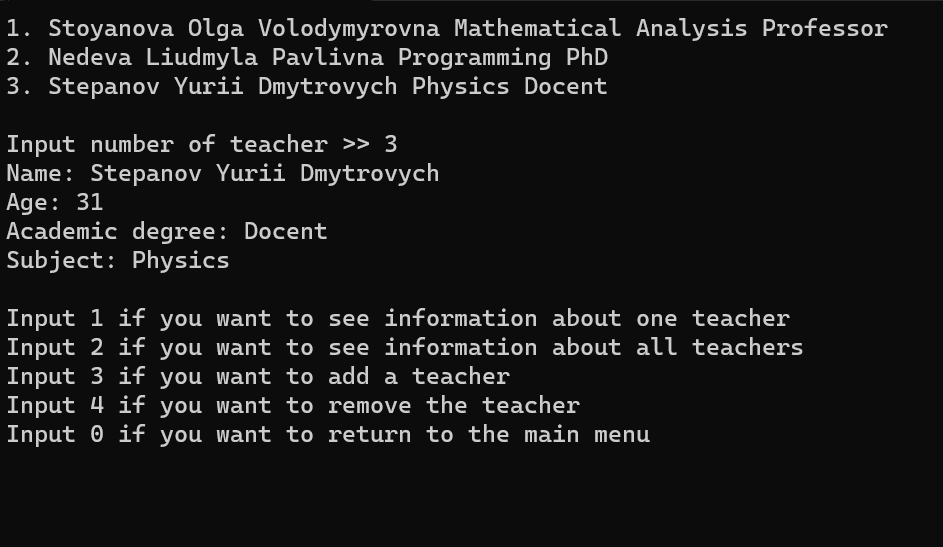 1. Stoyanova Olga Volodymyrovna Mathematical Analysis Professor
2. Nedeva Liudmyla Pavlivna Programming PhD
3. Stepanov Yurii Dmytrovych Physics Docent
Input number of teacher >> 3
Name: Stepanov Yurii Dmytrovych
Age: 31
Academic degree: Docent
Subject: Physics
Input 1 if you want to see information about one teacher
Input 2 if you want to see information about all teachers
Input 3 if you want to add a teacher
Input 4 if you want to remove the teacher
Input 0 if you want to return to the main menu